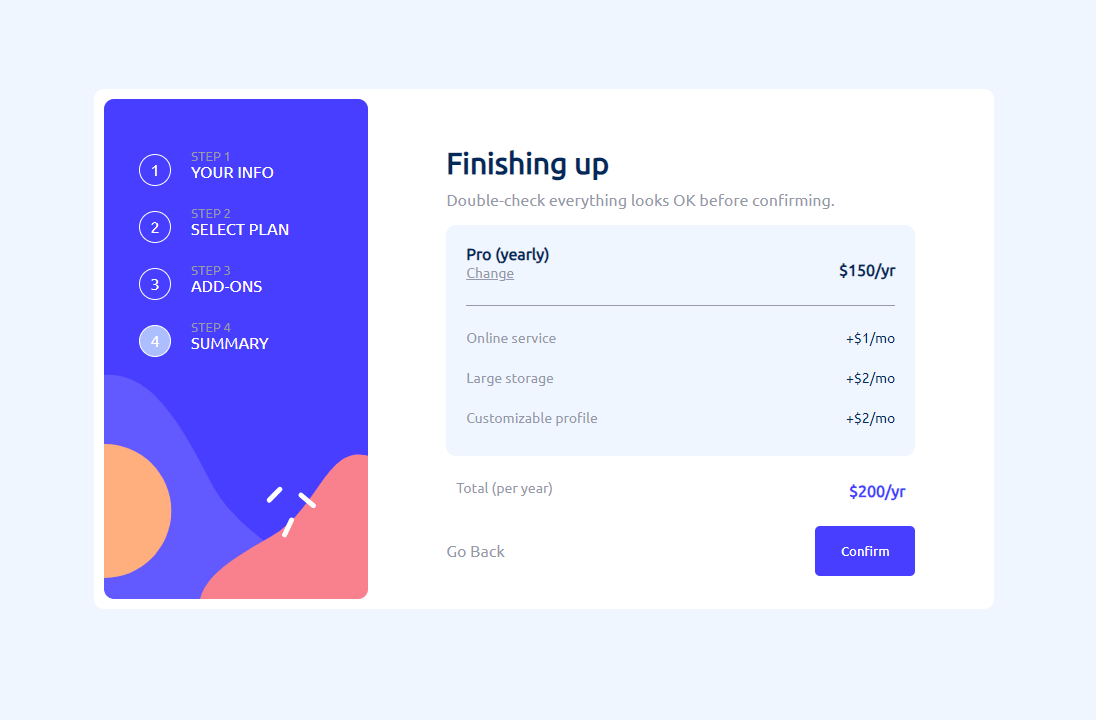 1
STEP 1
YOUR INFO
2
STEP 2
SELECT PLAN
3
STEP 3
ADD-ONS
4
STEP 4
SUMMARY
Finishing up
Double-check everything looks OK before confirming.
Pro (yearly)
Change
$150/yr
Online service +$1/mo
Large storage +$2/mo
Customizable profile +$2/mo
Total (per year) $200/yr
Go Back
Confirm